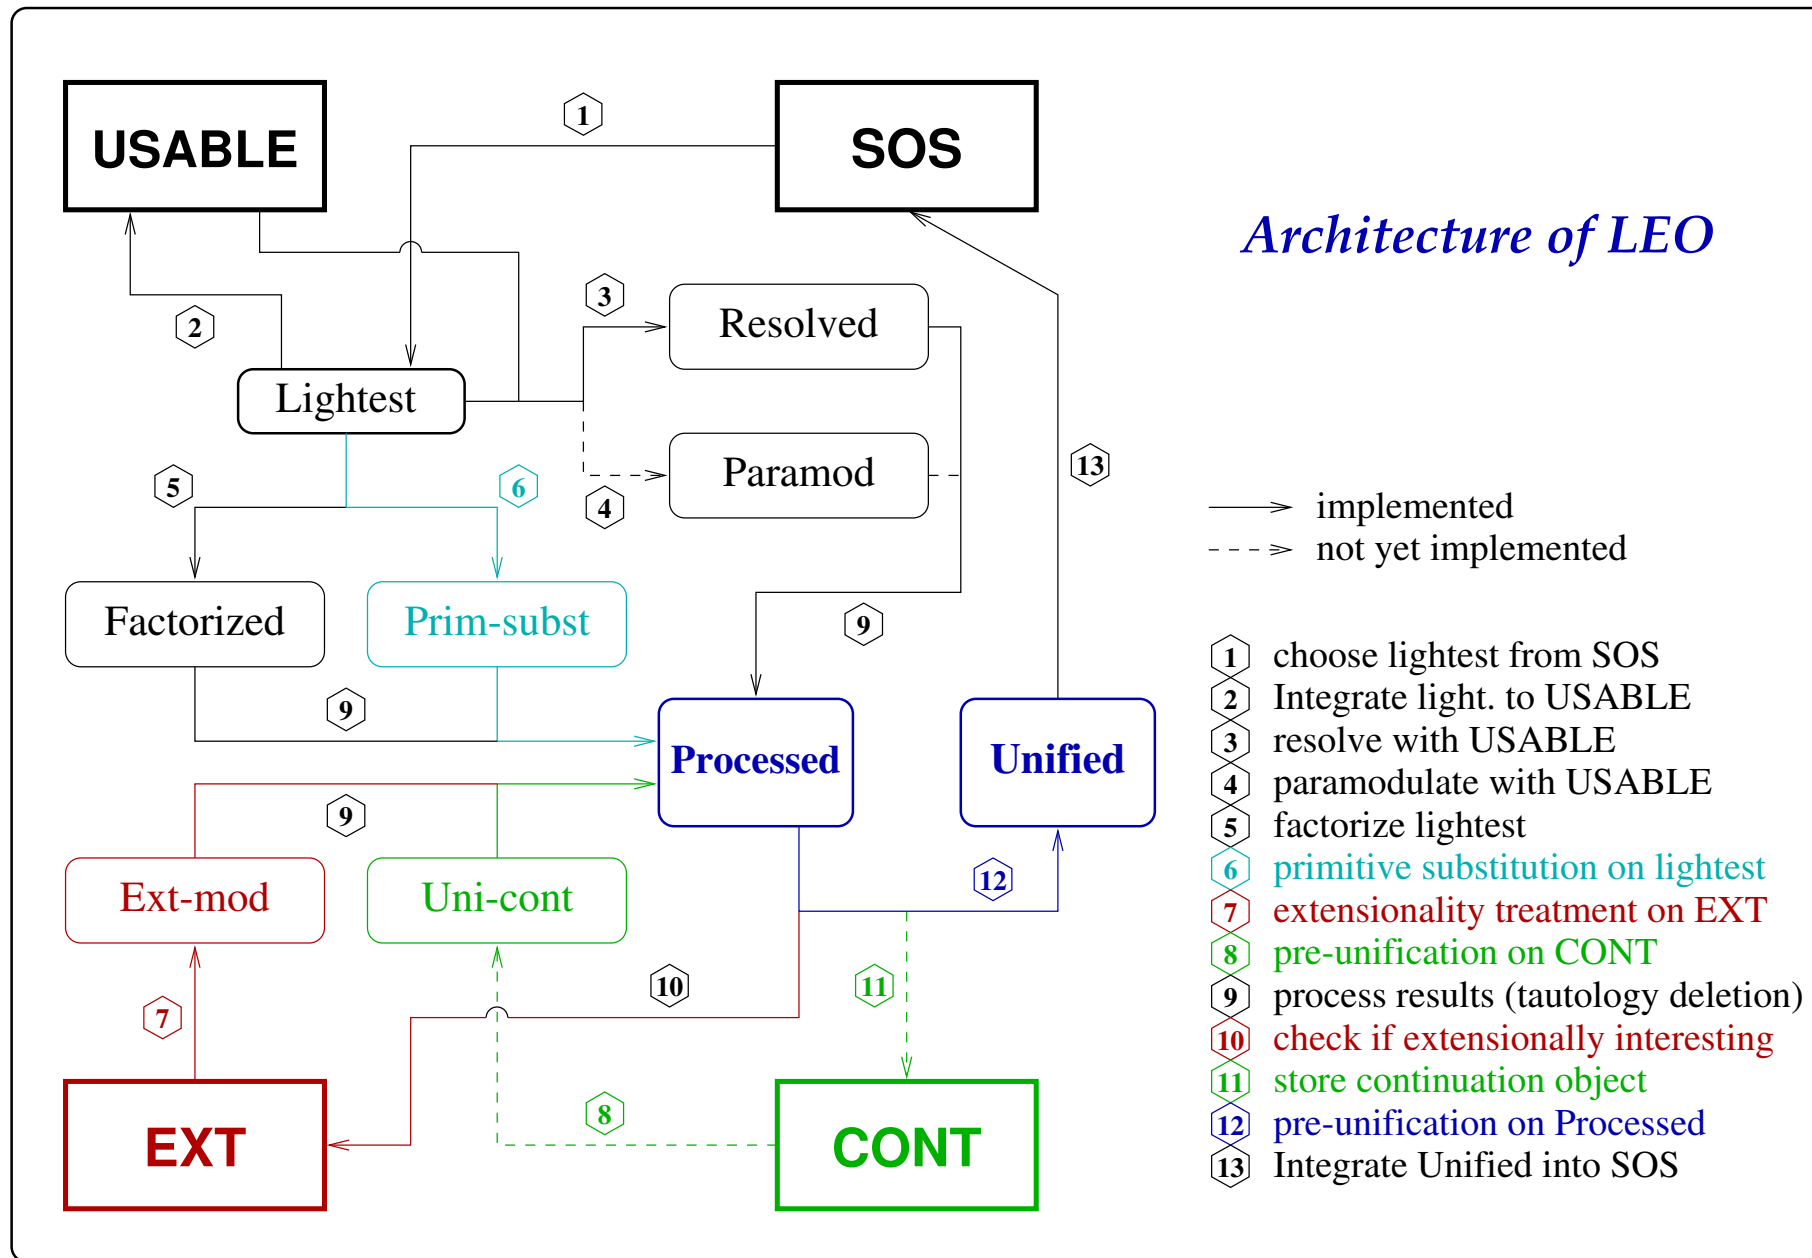 USABLE
SOS
1
Architecture of LEO
2
3
Resolved
Lightest
Paramod
4
5
6
13
implemented
not yet implemented
Factorized
Prim-subst
9
9
Processed
Unified
9
Ext-mod
Uni-cont
12
10
11
7
8
EXT
CONT
1 choose lightest from SOS
2 Integrate light. to USABLE
3 resolve with USABLE
4 paramodulate with USABLE
5 factorize lightest
6 primitive substitution on lightest
7 extensionality treatment on EXT
8 pre-unification on CONT
9 process results (tautology deletion)
10 check if extensionally interesting
11 store continuation object
12 pre-unification on Processed
13 Integrate Unified into SOS